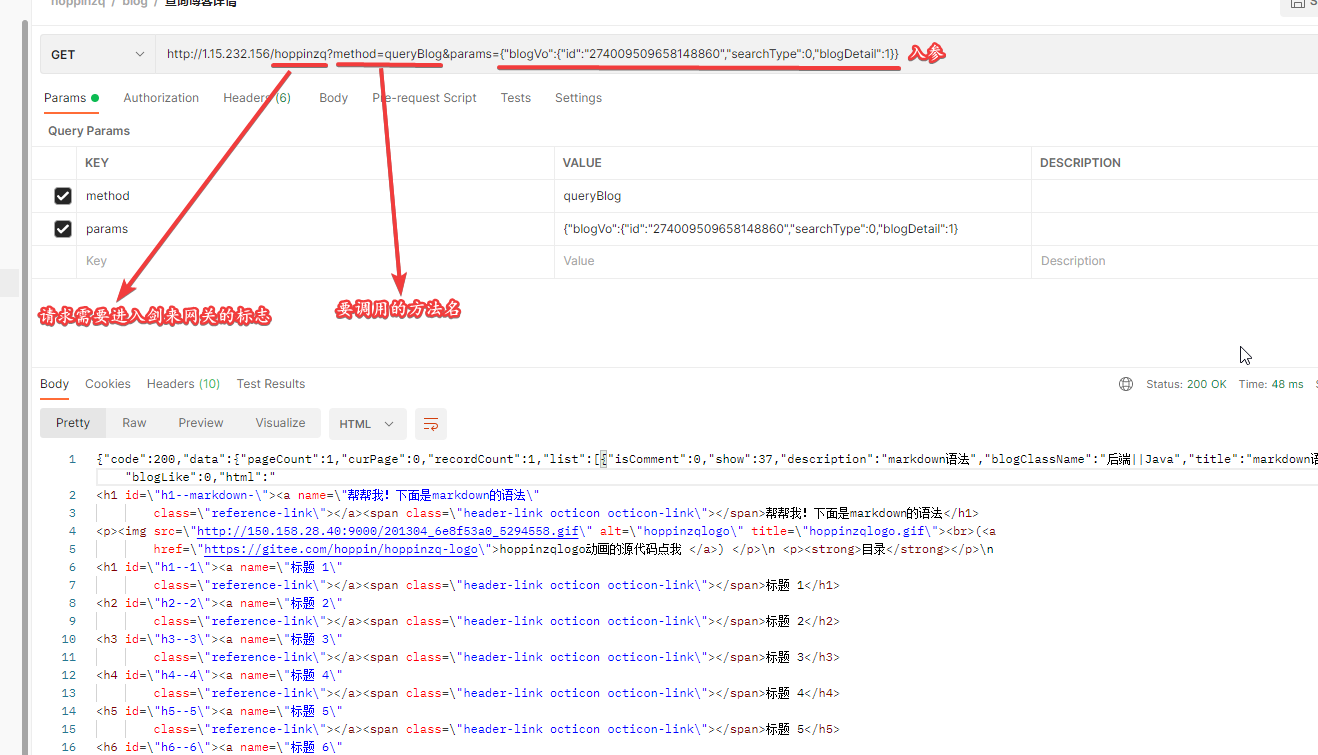 hoppinzq / blog / 查询博客详情
GET http://1.15.232.156/hoppinzq?method=queryBlog&params={"blogVo":{"id":"274009509658148860","searchType":0,"blogDetail":1}} 入参
Params Authorization Headers (6) Body Pre-request Script Tests Settings
Query Params
KEY VALUE DESCRIPTION
method queryBlog
params {"blogVo":{"id":"274009509658148860","searchType":0,"blogDetail":1}
Key Value Description
请求需要进入剑来网关的标志 要调用的方法名
Body Cookies Headers (10) Test Results Status: 200 OK Time: 48 ms
Pretty Raw Preview Visualize HTML
1 {"code":200,"data":{"pageCount":1,"curPage":0,"recordCount":1,"list":[{"isComment":0,"show":37,"description":"markdown语法","blogClassName":"后端||Java","title":"markdown语
"blogLike":0,"html":"
2 <h1 id=\"h1--markdown-\"><a name=\"帮帮我！下面是markdown的语法\"
3 class=\"reference-link\"></a><span class=\"header-link octicon octicon-link\"></span>帮帮我！下面是markdown的语法</h1>
4 <p><img src=\"http://150.158.28.40:9000/201304_6e8f53a0_5294558.gif\" alt=\"hoppinzqlogo\" title=\"hoppinzqlogo.gif\"><br>(<a
5 href=\"https://gitee.com/hoppin/hoppinzq-logo\">hoppinzqlogo动画的源代码点我 </a>) </p>\n <p><strong>目录</strong></p>\n
6 <h1 id=\"h1--1\"><a name=\"标题 1\"
7 class=\"reference-link\"></a><span class=\"header-link octicon octicon-link\"></span>标题 1</h1>
8 <h2 id=\"h2--2\"><a name=\"标题 2\"
9 class=\"reference-link\"></a><span class=\"header-link octicon octicon-link\"></span>标题 2</h2>
10 <h3 id=\"h3--3\"><a name=\"标题 3\"
11 class=\"reference-link\"></a><span class=\"header-link octicon octicon-link\"></span>标题 3</h3>
12 <h4 id=\"h4--4\"><a name=\"标题 4\"
13 class=\"reference-link\"></a><span class=\"header-link octicon octicon-link\"></span>标题 4</h4>
14 <h5 id=\"h5--5\"><a name=\"标题 5\"
15 class=\"reference-link\"></a><span class=\"header-link octicon octicon-link\"></span>标题 5</h5>
16 <h6 id=\"h6--6\"><a name=\"标题 6\"